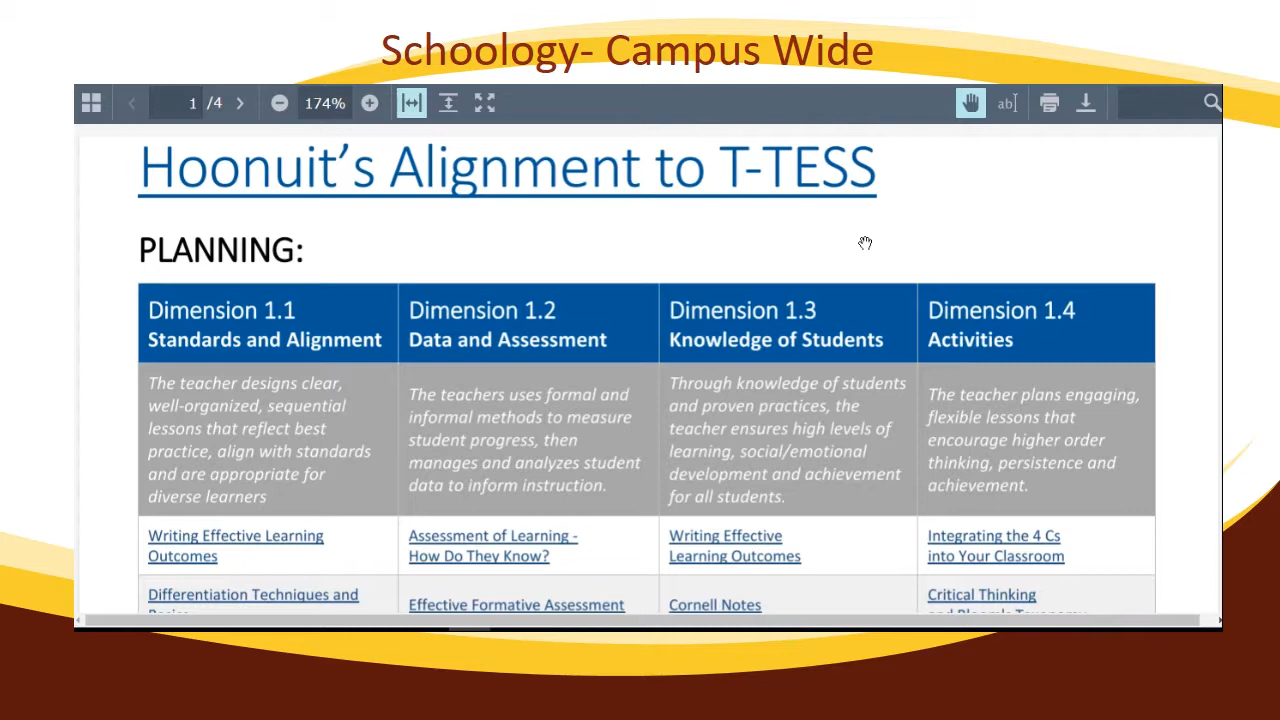 Schoology- Campus Wide
1 /4
174%
ab
Hoonuit's Alignment to T-TESS
PLANNING:
Dimension 1.1
Standards and Alignment
Dimension 1.2
Data and Assessment
Dimension 1.3
Knowledge of Students
Dimension 1.4
Activities
The teacher designs clear,
well-organized, sequential
lessons that reflect best
practice, align with standards
and are appropriate for
diverse learners
The teachers uses formal and
informal methods to measure
student progress, then
manages and analyzes student
data to inform instruction.
Through knowledge of students
and proven practices, the
teacher ensures high levels of
learning, social/emotional
development and achievement
for all students.
The teacher plans engaging,
flexible lessons that
encourage higher order
thinking, persistence and
achievement.
Writing Effective Learning
Outcomes
Assessment of Learning -
How Do They Know?
Writing Effective
Learning Outcomes
Integrating the 4 Cs
into Your Classroom
Differentiation Techniques and
Effective Formative Assessment
Cornell Notes
Critical Thinking